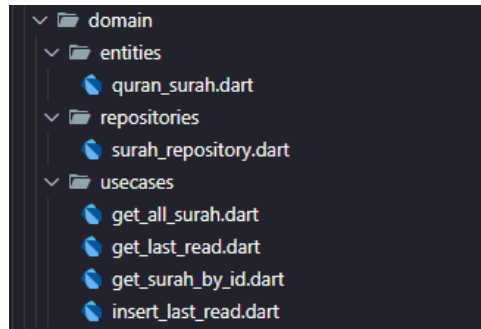 domain
entities
quran_surah.dart
repositories
surah_repository.dart
usecases
get_all_surah.dart
get_last_read.dart
get_surah_by_id.dart
insert_last_read.dart